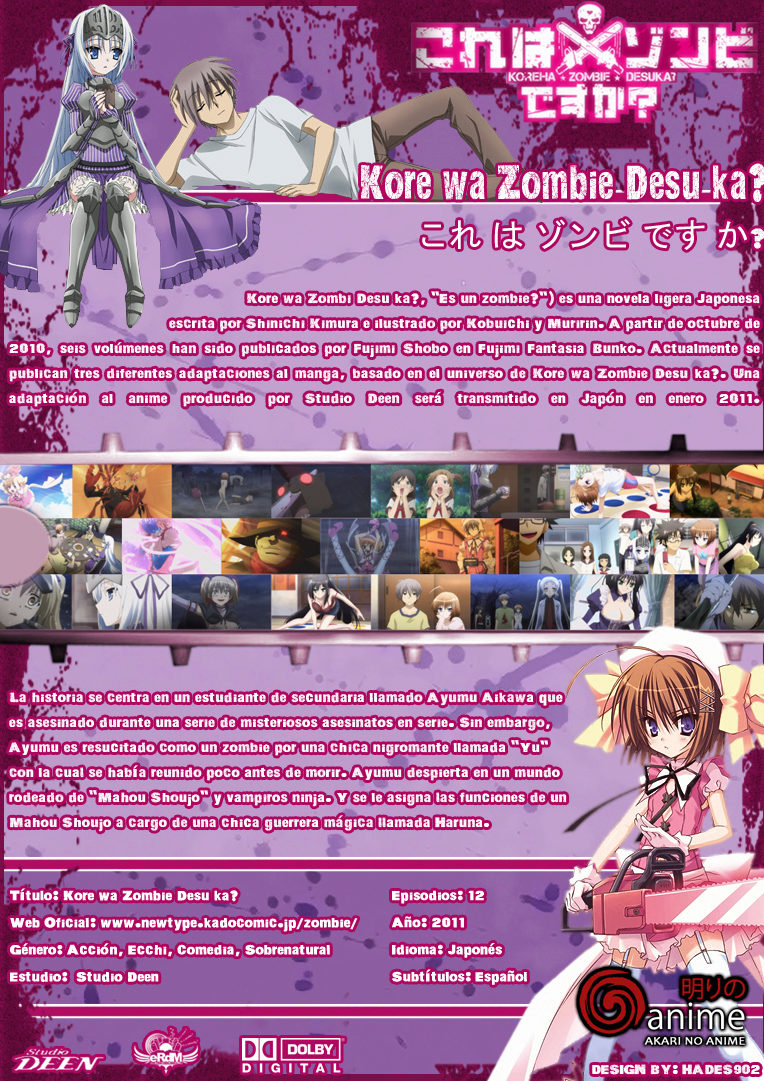 これはゾンビ
KOREHA ★ ZOMBIE ★ DESUKA?
ですか?
Kore wa Zombie Desu ka?
これ は ゾンビ です か?
Kore wa Zombi Desu ka?, "Es un zombie?") es una novela ligera Japonesa
escrita por Shinichi Kimura e ilustrado por Kobuichi y Muririn. A partir de octubre de
2010, seis volúmenes han sido publicados por Fujimi Shobo en Fujimi Fantasia Bunko. Actualmente se
publican tres diferentes adaptaciones al manga, basado en el universo de Kore wa Zombie Desu ka?. Una
adaptación al anime producido por Studio Deen será transmitido en Japón en enero 2011.
La historia se centra en un estudiante de secundaria llamado Ayumu Aikawa que
es asesinado durante una serie de misteriosos asesinatos en serie. Sin embargo,
Ayumu es resucitado como un zombie por una chica nigromante llamada "Yu"
con la cual se había reunido poco antes de morir. Ayumu despierta en un mundo
rodeado de "Mahou Shoujo" y vampiros ninja. Y se le asigna las funciones de un
Mahou Shoujo a cargo de una chica guerrera mágica llamada Haruna.
Título: Kore wa Zombie Desu ka?
Web Oficial: www.newtype.kadocomic.jp/zombie/
Género: Acción, Ecchi, Comedia, Sobrenatural
Estudio: Studio Deen
Episodios: 12
Año: 2011
Idioma: Japonés
Subtítulos: Español
明りの
anime
AKARI NO ANIME
Studio
DEEN
eRdM
DOLBY
DIGITAL
DESIGN BY: HADES902